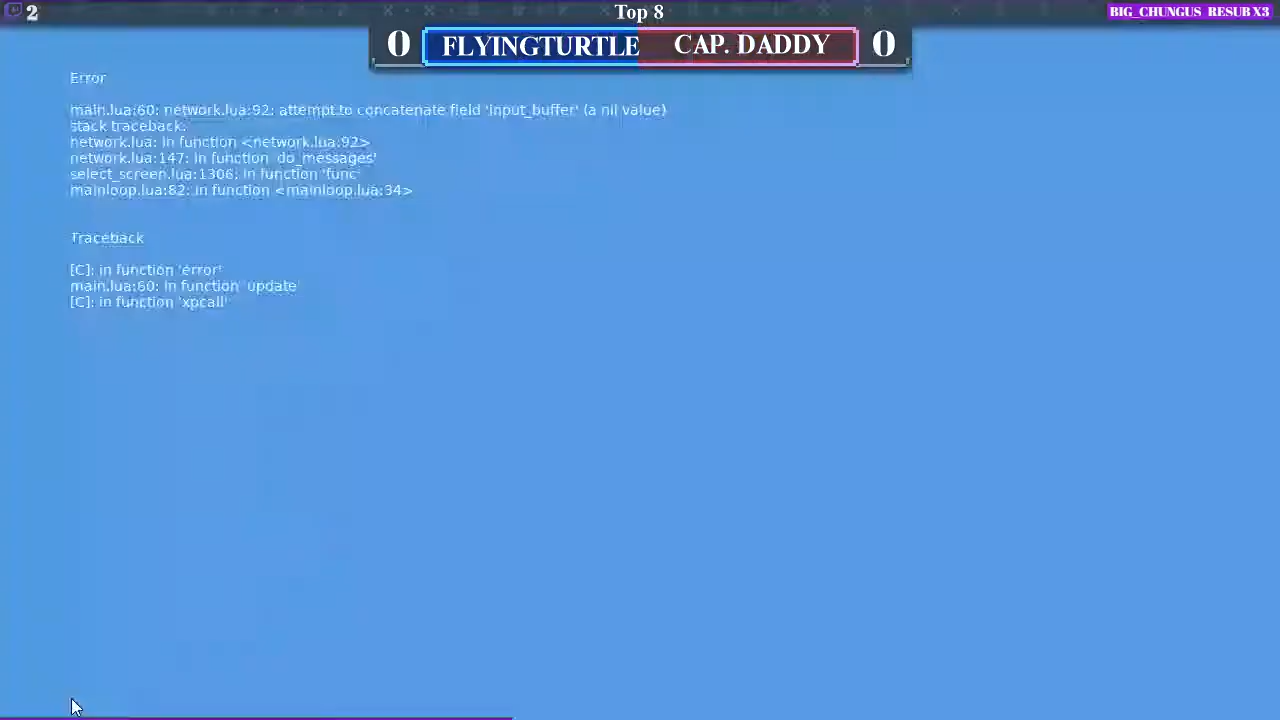 2
Top 8
BIG_CHUNGUS_RESUB X3
0 FLYINGTURTLE CAP. DADDY 0
Error
main.lua:60: network.lua:92: attempt to concatenate field 'input_buffer' (a nil value)
stack traceback:
network.lua: in function <network.lua:92>
network.lua:147: in function 'do_messages'
select_screen.lua:1306: in function 'func'
mainloop.lua:82: in function <mainloop.lua:34>
Traceback
[C]: in function 'error'
main.lua:60: in function 'update'
[C]: in function 'xpcall'